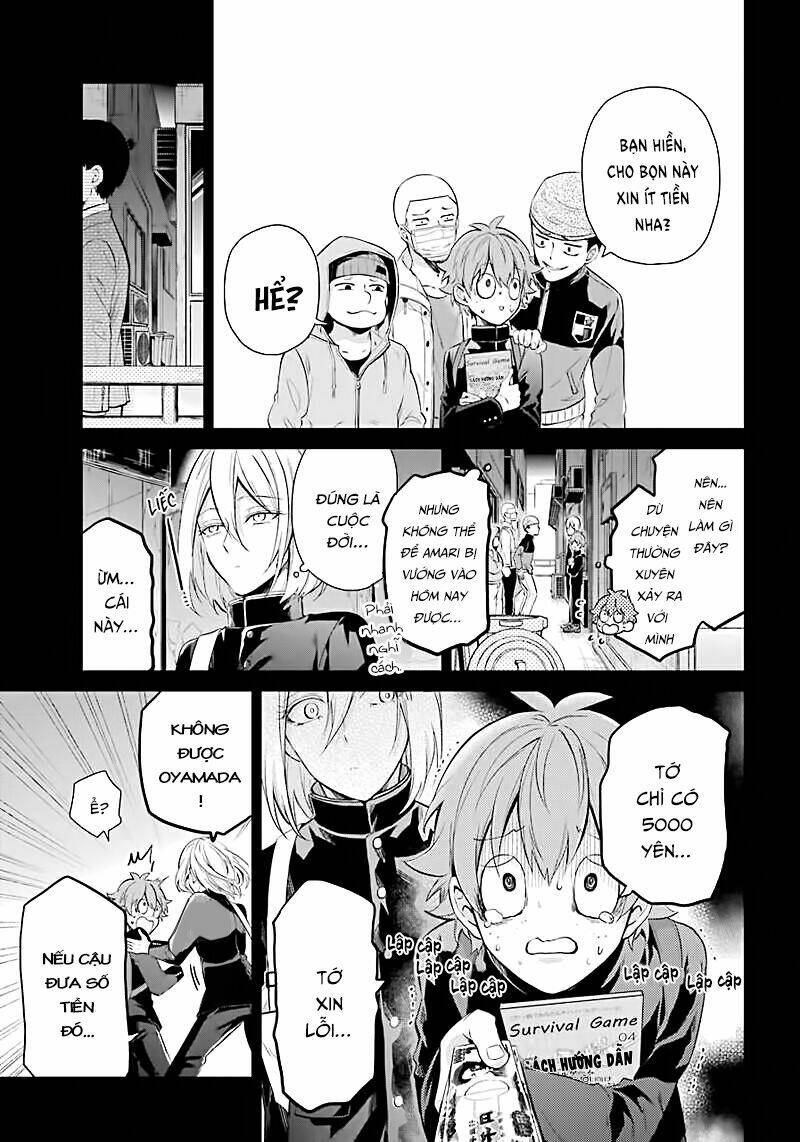 BẠN HIỀN,
CHO BỌN NÀY
XIN ÍT TIỀN
NHA?
HỂ?
Survival Game
SÁCH HƯỚNG DẪN
NÊN...
NÊN
LÀM GÌ
ĐÂY?
DÙ
CHUYỆN
THƯỜNG
XUYÊN
XẢY RA
VỚI
MÌNH
NHƯNG
KHÔNG THỂ
ĐỂ AMARI BỊ
VƯỚNG VÀO
HÔM NAY
ĐƯỢC...
Phải
nhanh
nghĩ
cách.
ĐÚNG LÀ
CUỘC
ĐỜI...
LIẾC
ỪM...
CÁI
NÀY...
TỚ
CHỈ CÓ
5000
YÊN...
Lập cập
Lập cập
Lập cập
Lập cập
Lập cập
Lập cập
TỚ
XIN
LỖI...
Survival Game
04
SÁCH HƯỚNG DẪN
KHÔNG
ĐƯỢC
OYAMADA
!
Ể?
NẾU CẬU
ĐƯA SỐ
TIỀN
ĐÓ...